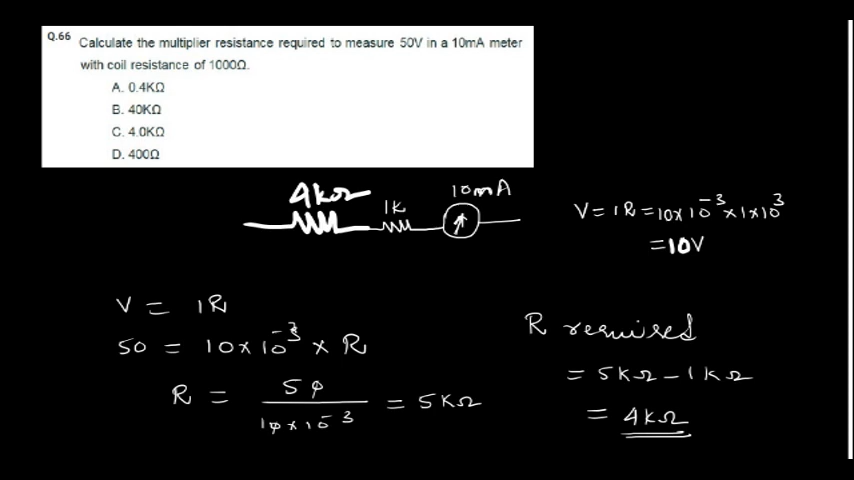 Q.66 Calculate the multiplier resistance required to measure 50V in a 10mA meter
with coil resistance of 1000Ω.
A. 0.4KΩ
B. 40KΩ
C. 4.0KΩ
D. 400Ω
4kΩ
1K
10mA
V = IR = 10 x 10⁻³ x 1 x 10³
= 10V
V = IR
50 = 10 x 10⁻³ x R
R = 50 / 10 x 10⁻³ = 5KΩ
R required
= 5KΩ - 1KΩ
= 4KΩ